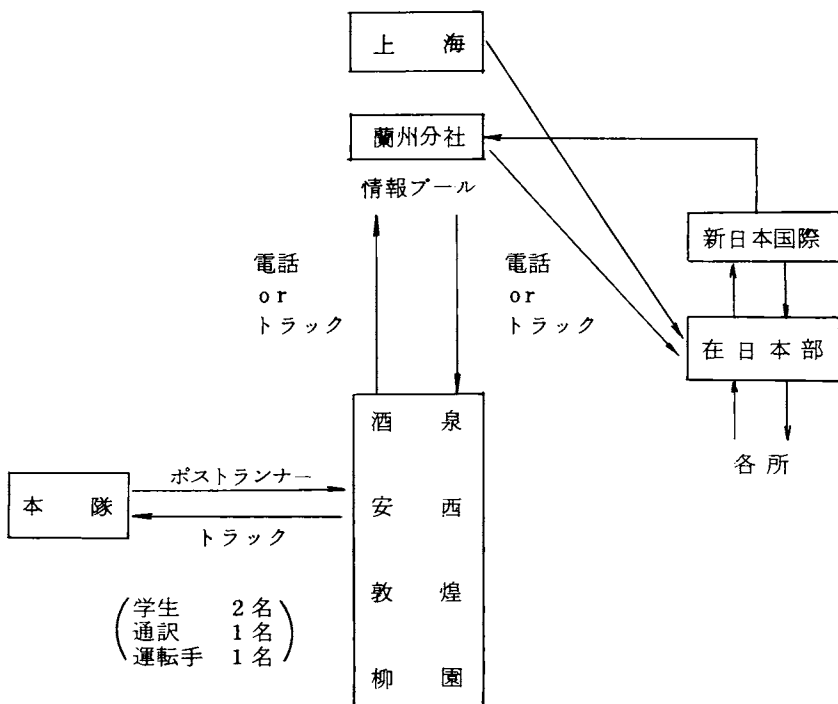 上海
蘭州分社
情報プール
新日本国際
電話
or
トラック
電話
or
トラック
在日本部
各所
酒泉
安西
敦煌
柳園
ポストランナー
本隊
トラック
学生 2名
通訳 1名
運転手 1名